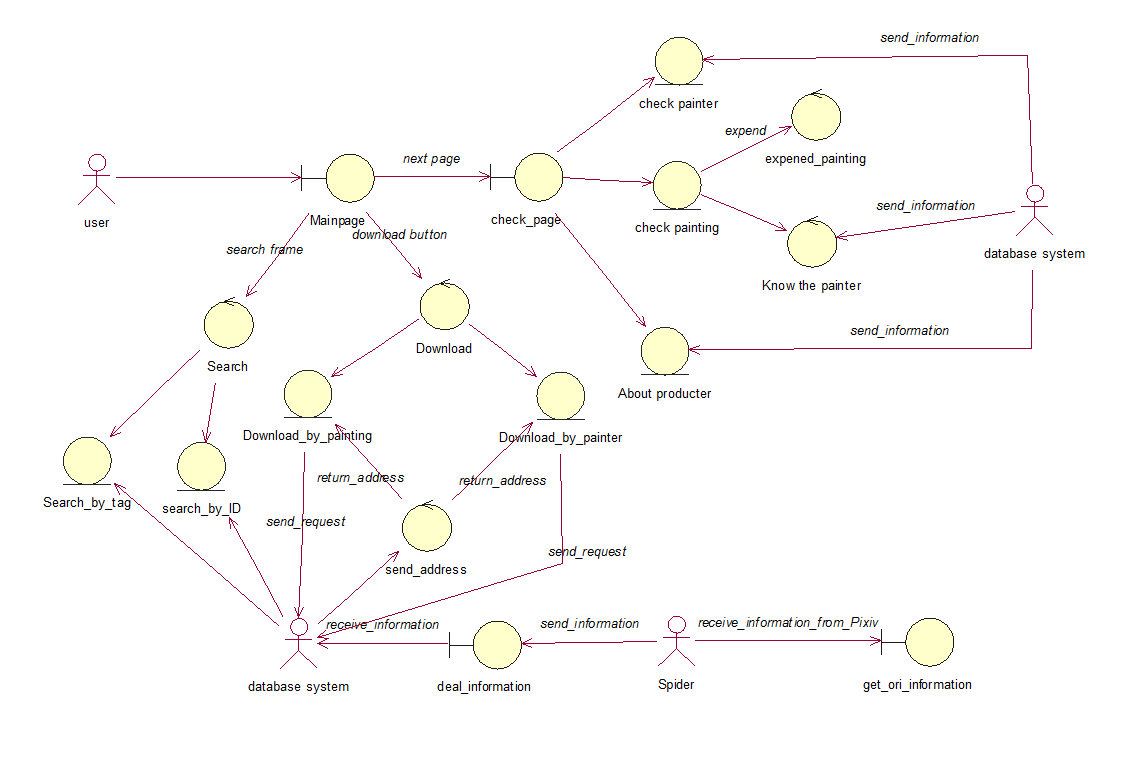 send_information
check painter
expend
expened_painting
next page
user
Mainpage
check_page
check painting
send_information
database system
download button
search frame
Know the painter
send_information
Download
Search
About producter
Download_by_painting
Download_by_painter
return_address
return_address
Search_by_tag
search_by_ID
send_request
send_request
send_address
receive_information
send_information
receive_information_from_Pixiv
database system
deal_information
Spider
get_ori_information